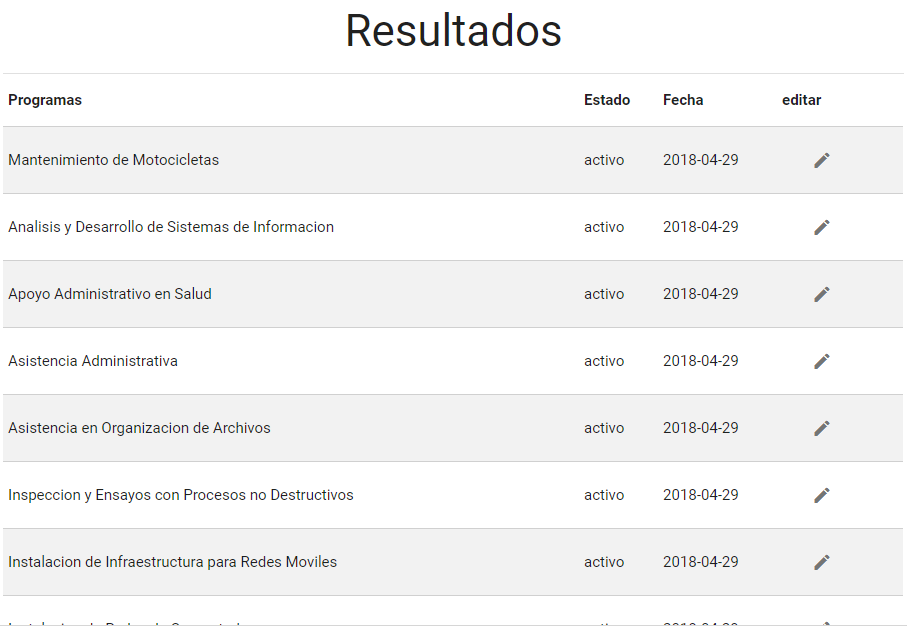 Resultados
Programas Estado Fecha editar
Mantenimiento de Motocicletas activo 2018-04-29
Analisis y Desarrollo de Sistemas de Informacion activo 2018-04-29
Apoyo Administrativo en Salud activo 2018-04-29
Asistencia Administrativa activo 2018-04-29
Asistencia en Organizacion de Archivos activo 2018-04-29
Inspeccion y Ensayos con Procesos no Destructivos activo 2018-04-29
Instalacion de Infraestructura para Redes Moviles activo 2018-04-29